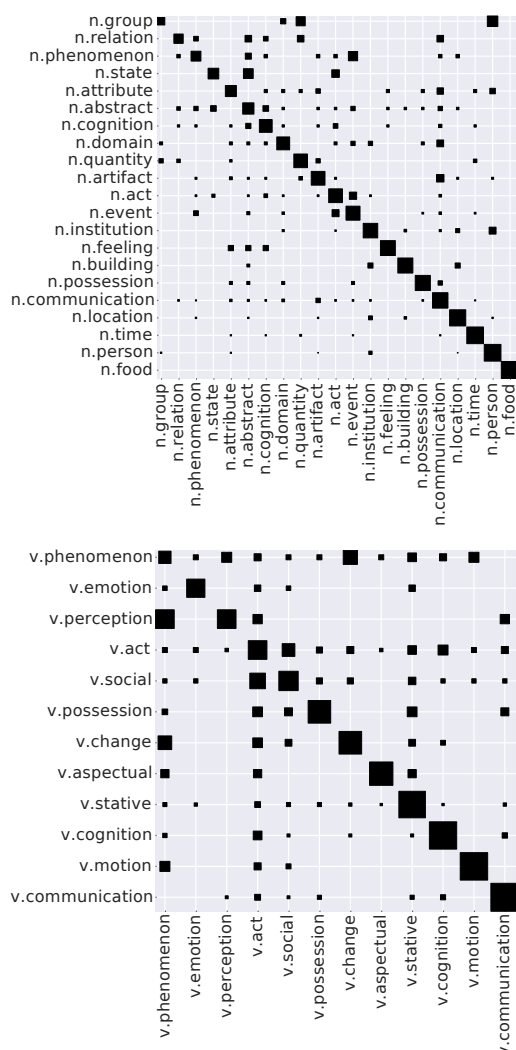 n.group
n.relation
n.phenomenon
n.state
n.attribute
n.abstract
n.cognition
n.domain
n.quantity
n.artifact
n.act
n.event
n.institution
n.feeling
n.building
n.possession
n.communication
n.location
n.time
n.person
n.food
n.group
n.relation
n.phenomenon
n.state
n.attribute
n.abstract
n.cognition
n.domain
n.quantity
n.artifact
n.act
n.event
n.institution
n.feeling
n.building
n.possession
n.communication
n.location
n.time
n.person
n.food
v.phenomenon
v.emotion
v.perception
v.act
v.social
v.possession
v.change
v.aspectual
v.stative
v.cognition
v.motion
v.communication
v.phenomenon
v.emotion
v.perception
v.act
v.social
v.possession
v.change
v.aspectual
v.stative
v.cognition
v.motion
v.communication